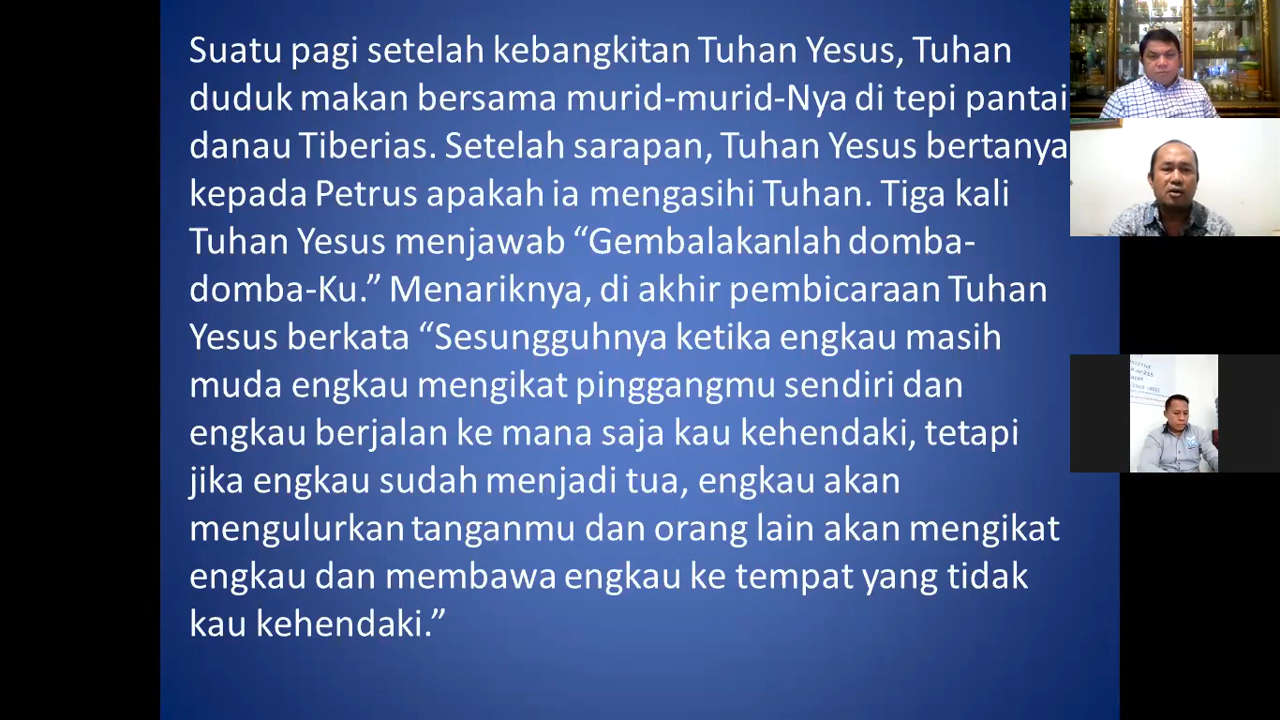 Suatu pagi setelah kebangkitan Tuhan Yesus, Tuhan
duduk makan bersama murid-murid-Nya di tepi pantai
danau Tiberias. Setelah sarapan, Tuhan Yesus bertanya
kepada Petrus apakah ia mengasihi Tuhan. Tiga kali
Tuhan Yesus menjawab “Gembalakanlah domba-
domba-Ku.” Menariknya, di akhir pembicaraan Tuhan
Yesus berkata “Sesungguhnya ketika engkau masih
muda engkau mengikat pinggangmu sendiri dan
engkau berjalan ke mana saja kau kehendaki, tetapi
jika engkau sudah menjadi tua, engkau akan
mengulurkan tanganmu dan orang lain akan mengikat
engkau dan membawa engkau ke tempat yang tidak
kau kehendaki.”